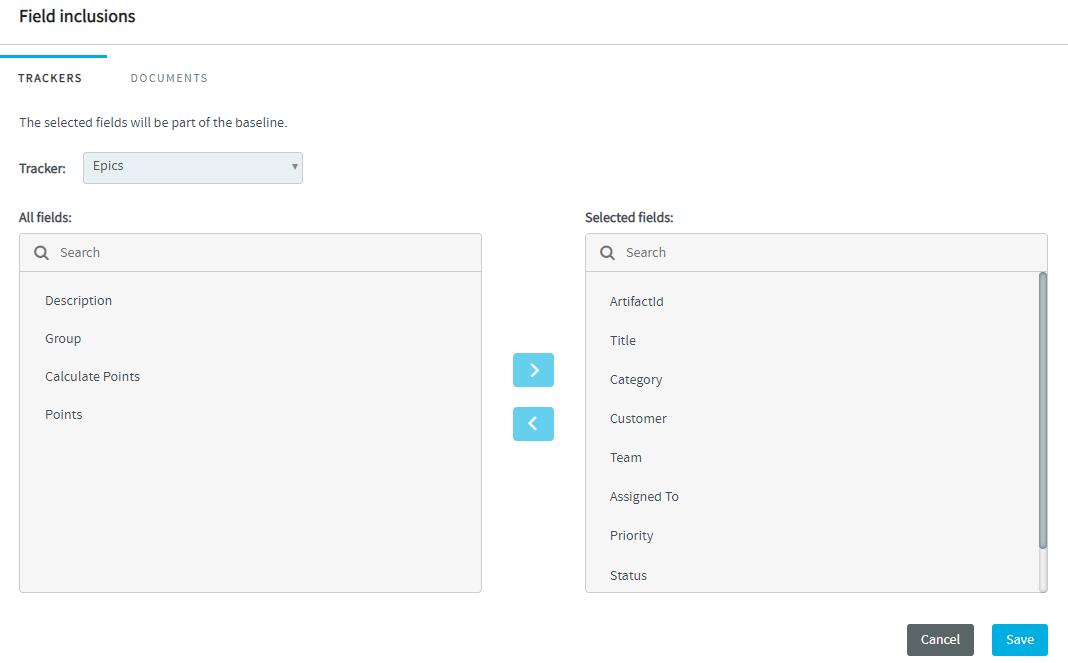 Field inclusions
TRACKERS
DOCUMENTS
The selected fields will be part of the baseline.
Tracker:
Epics
All fields:
Search
Description
Group
Calculate Points
Points
Selected fields:
Search
ArtifactId
Title
Category
Customer
Team
Assigned To
Priority
Status
Cancel
Save